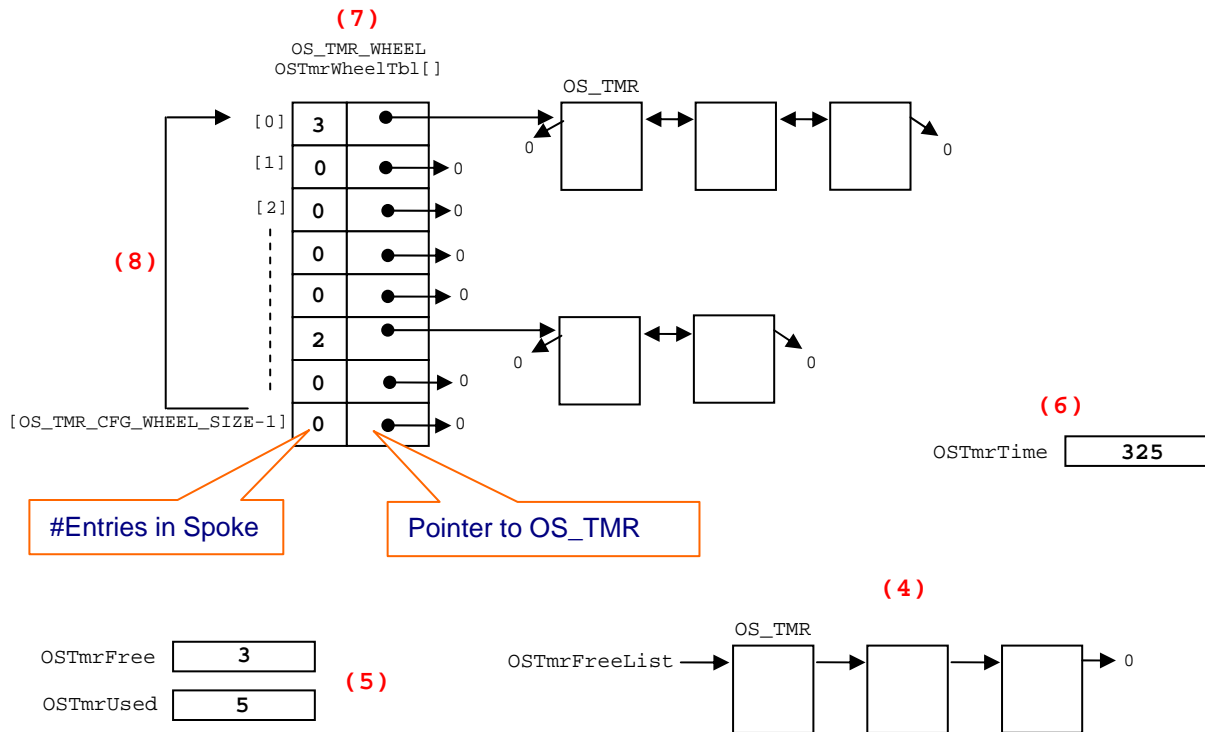 (7)
OS_TMR_WHEEL
OSTmrWheelTbl[]
OS_TMR
[0] 3
0
0
[1] 0 0
[2] 0 0
(8)
0 0
0 0
2
0
0
0 0
[OS_TMR_CFG_WHEEL_SIZE-1] 0 0
(6)
OSTmrTime 325
#Entries in Spoke
Pointer to OS_TMR
(4)
OS_TMR
OSTmrFree 3
OSTmrFreeList 0
(5)
OSTmrUsed 5